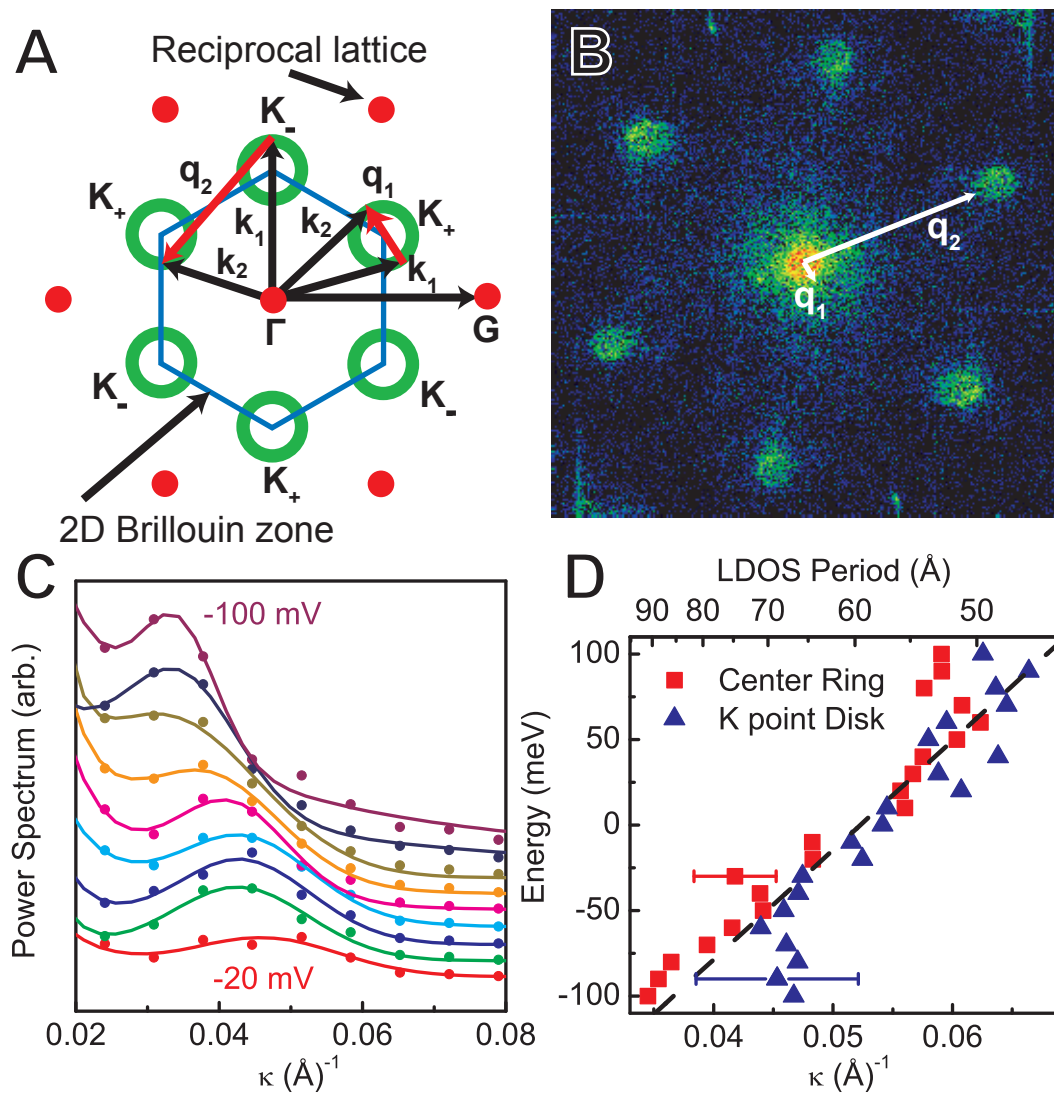 A
Reciprocal lattice
K-
q2
q1
K+
K+
k1
k2
k2
k1
Γ
G
K-
K-
K+
2D Brillouin zone
B
q2
q1
C
-100 mV
-20 mV
Power Spectrum (arb.)
0.02 0.04 0.06 0.08
κ (Å)-1
D
LDOS Period (Å)
90 80 70 60 50
Center Ring
K point Disk
Energy (meV)
100
50
0
-50
-100
0.04 0.05 0.06
κ (Å)-1